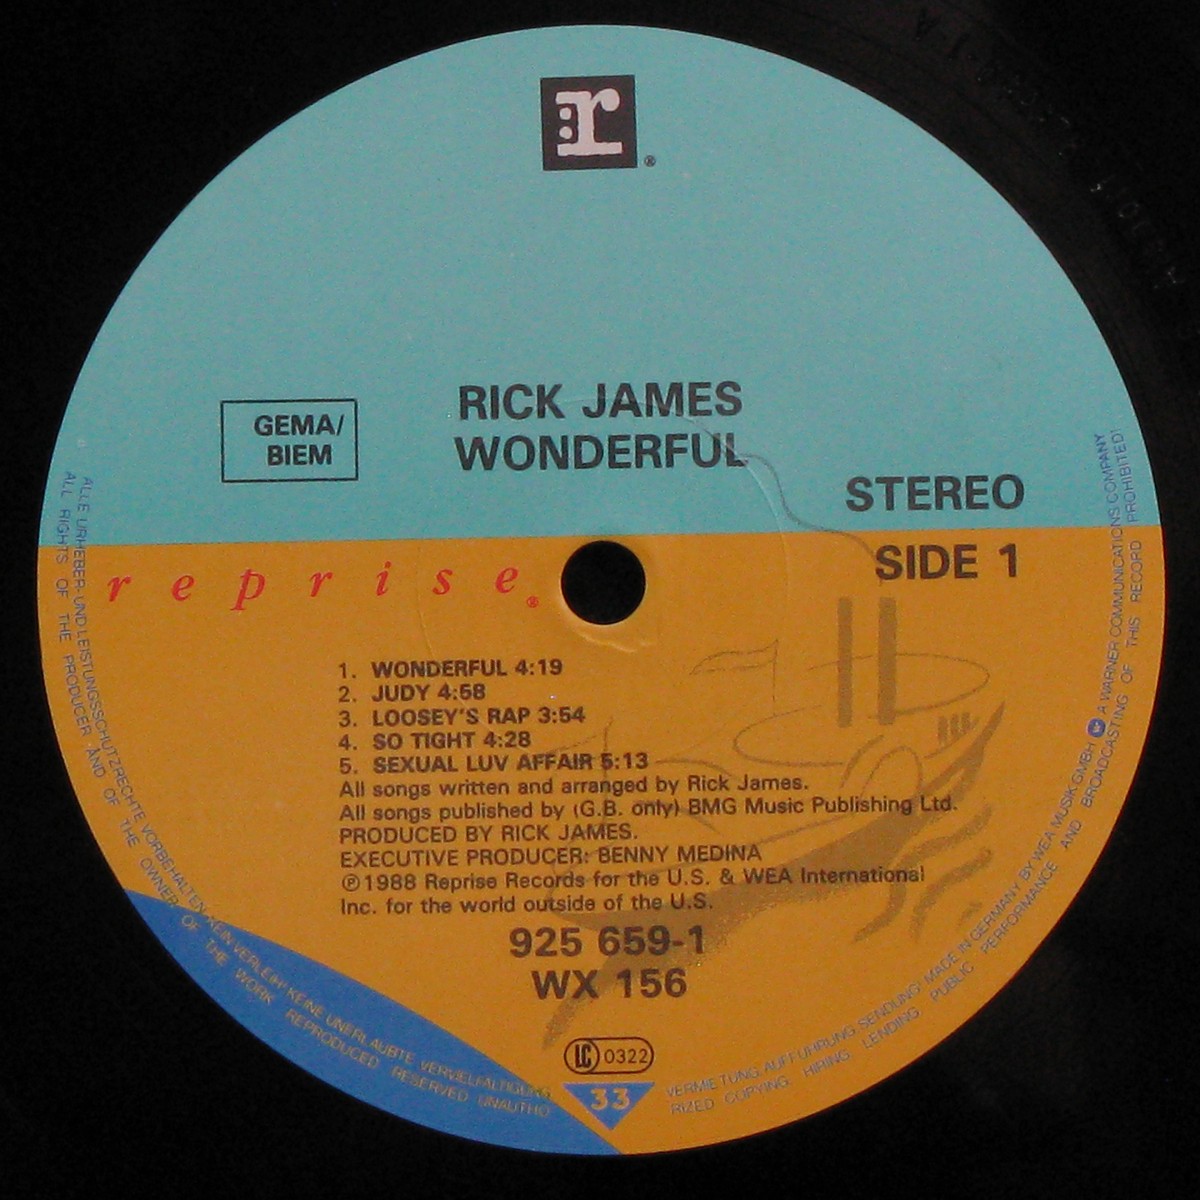 r®
RICK JAMES
WONDERFUL
GEMA/
BIEM
STEREO
SIDE 1
reprise®
1. WONDERFUL 4:19
2. JUDY 4:58
3. LOOSEY'S RAP 3:54
4. SO TIGHT 4:28
5. SEXUAL LUV AFFAIR 5:13
All songs written and arranged by Rick James.
All songs published by (G.B. only) BMG Music Publishing Ltd.
PRODUCED BY RICK JAMES.
EXECUTIVE PRODUCER: BENNY MEDINA
℗1988 Reprise Records for the U.S. & WEA International
Inc. for the world outside of the U.S.
925 659-1
WX 156
LC 0322
33
ALLE URHEBER- UND LEISTUNGSSCHUTZRECHTE VORBEHALTEN KEIN VERLEIH! KEINE UNERLAUBTE VERVIELFÄLTIGUNG VERMIETUNG AUFFÜHRUNG SENDUNG! MADE IN GERMANY BY WEA MUSIK GMBH A WARNER COMMUNICATIONS COMPANY
ALL RIGHTS OF THE PRODUCER AND OF THE OWNER OF THE WORK REPRODUCED RESERVED UNAUTHORIZED COPYING HIRING LENDING PUBLIC PERFORMANCE AND BROADCASTING OF THIS RECORD PROHIBITED!